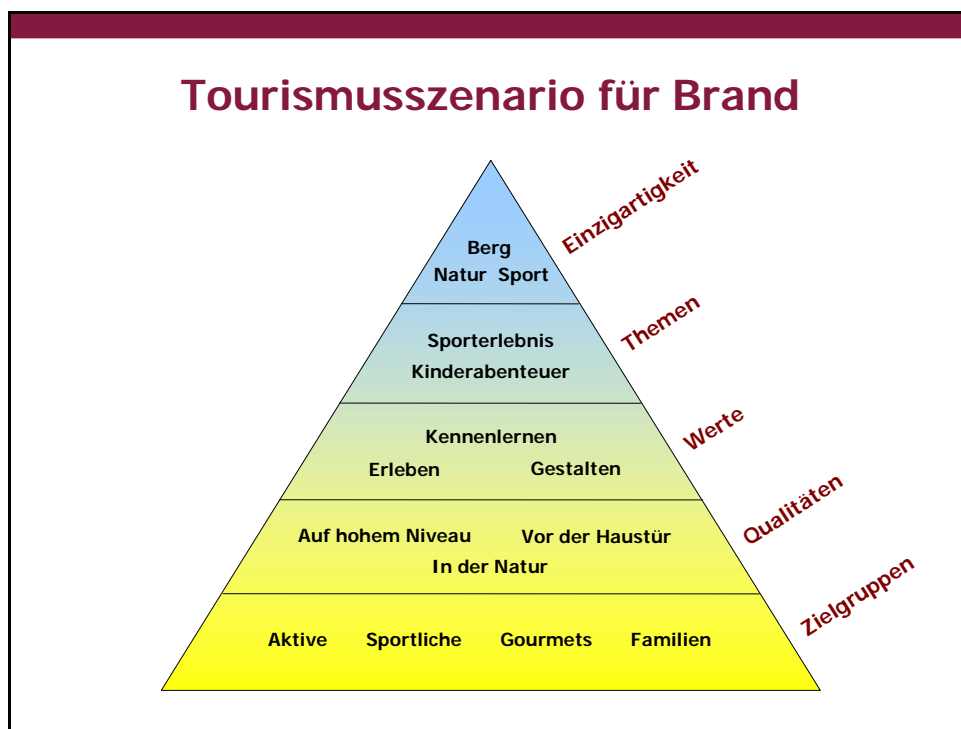 Tourismusszenario für Brand
Einzigartigkeit
Berg
Natur Sport
Themen
Sporterlebnis
Kinderabenteuer
Werte
Kennenlernen
Erleben Gestalten
Qualitäten
Auf hohem Niveau Vor der Haustür
In der Natur
Zielgruppen
Aktive Sportliche Gourmets Familien